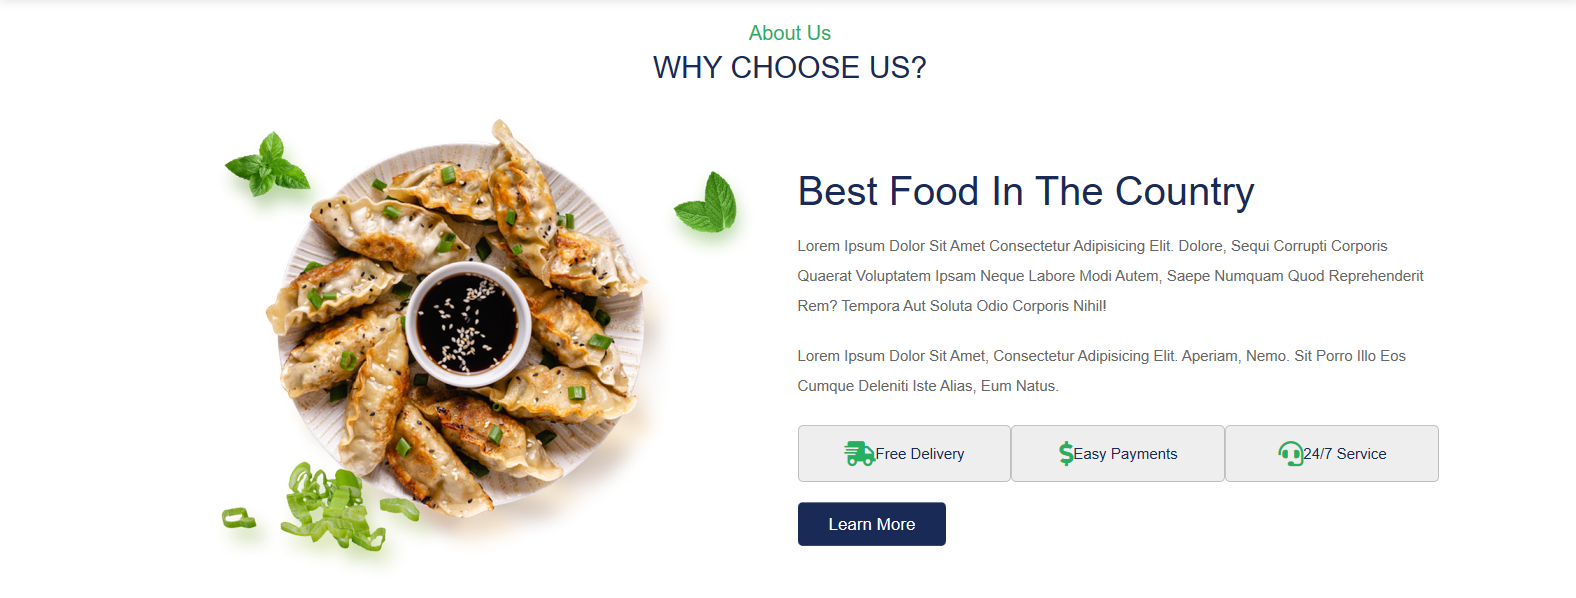 About Us
WHY CHOOSE US?
Best Food In The Country
Lorem Ipsum Dolor Sit Amet Consectetur Adipisicing Elit. Dolore, Sequi Corrupti Corporis
Quaerat Voluptatem Ipsam Neque Labore Modi Autem, Saepe Numquam Quod Reprehenderit
Rem? Tempora Aut Soluta Odio Corporis Nihil!
Lorem Ipsum Dolor Sit Amet, Consectetur Adipisicing Elit. Aperiam, Nemo. Sit Porro Illo Eos
Cumque Deleniti Iste Alias, Eum Natus.
Free Delivery
Easy Payments
24/7 Service
Learn More